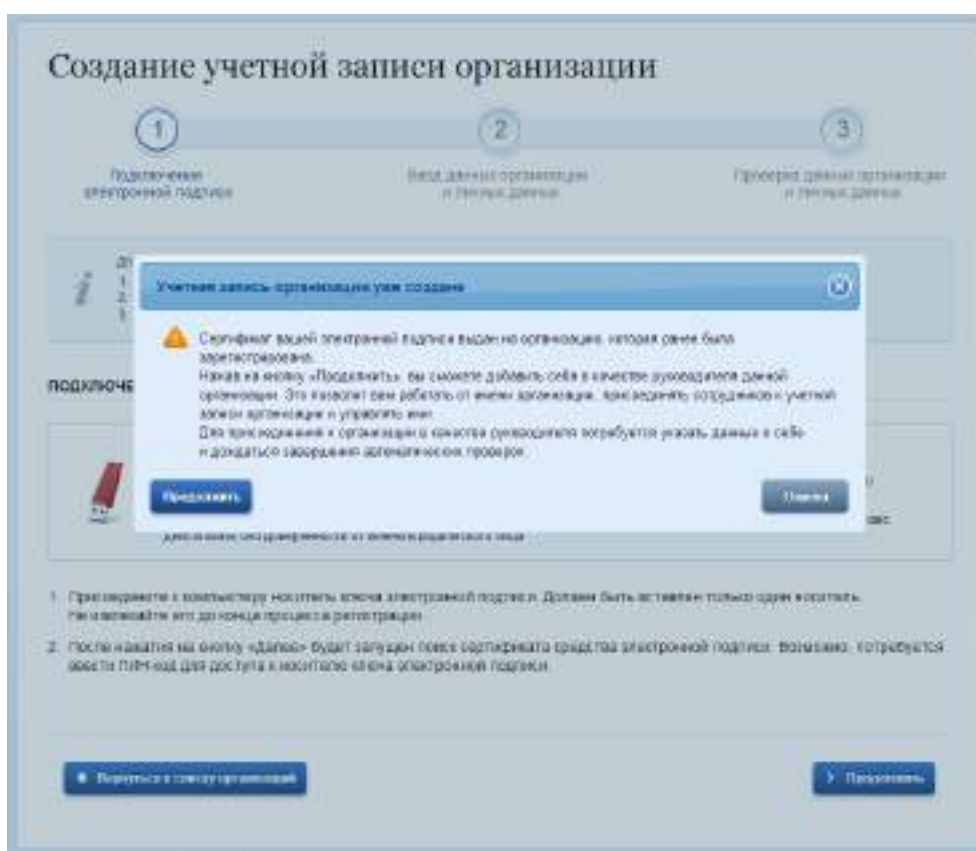 Создание учетной записи организации
1
2
3
Подключение
электронной подписи
Ввод данных организации
и личных данных
Проверка данных организации
и личных данных
1
2
3
Учетная запись организации уже создана
Сертификат вашей электронной подписи выдан на организацию, которая ранее была
зарегистрирована.
Нажав на кнопку «Продолжить», вы сможете добавить себя в качестве руководителя данной
организации. Это позволит вам работать от имени организации, присоединять сотрудников к учетной
записи организации и управлять ими.
Для присоединения к организации в качестве руководителя потребуется указать данные о себе
и дождаться завершения автоматических проверок.
ПОДКЛЮЧЕ
Продолжить
Отмена
1. Присоедините к компьютеру носитель ключа электронной подписи. Должен быть вставлен только один носитель.
Не извлекайте его до конца процесса регистрации.
2. После нажатия на кнопку «Далее» будет запущен поиск сертификата средства электронной подписи. Возможно, потребуется
ввести ПИН-код для доступа к носителю ключа электронной подписи.
Вернуться к списку организаций
Продолжить